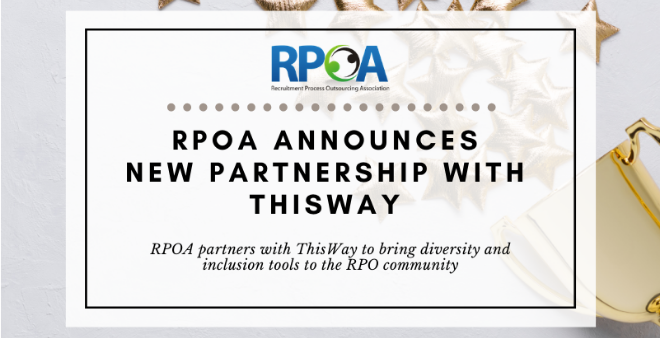 RPOA
Recruitment Process Outsourcing Association
RPOA ANNOUNCES
NEW PARTNERSHIP WITH
THISWAY
RPOA partners with ThisWay to bring diversity and
inclusion tools to the RPO community